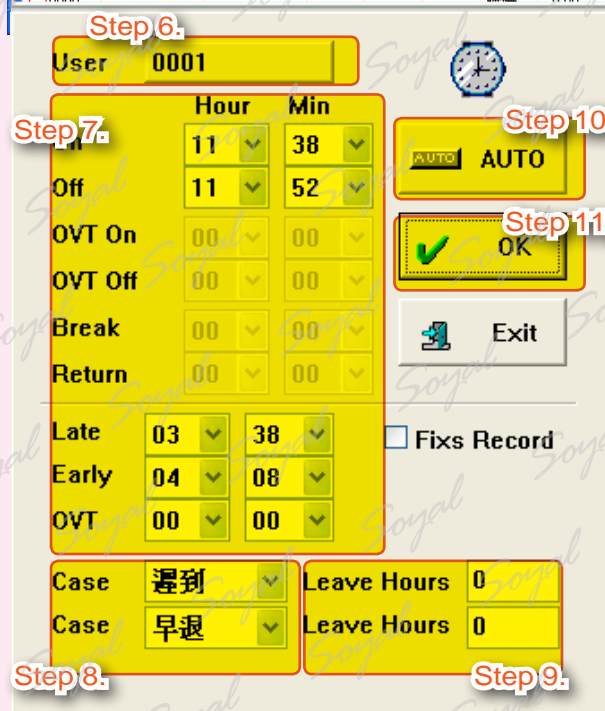 Step 6.
User 0001
Hour Min
Step 7.
11 38
Step 10
AUTO AUTO
Off 11 52
Step 11
OVT On 00 00
OK
OVT Off 00 00
Break 00 00
Exit
Return 00 00
Late 03 38
Fixs Record
Early 04 08
OVT 00 00
Case 遲到 Leave Hours 0
Case 早退 Leave Hours 0
Step 8. Step 9.
Soyal